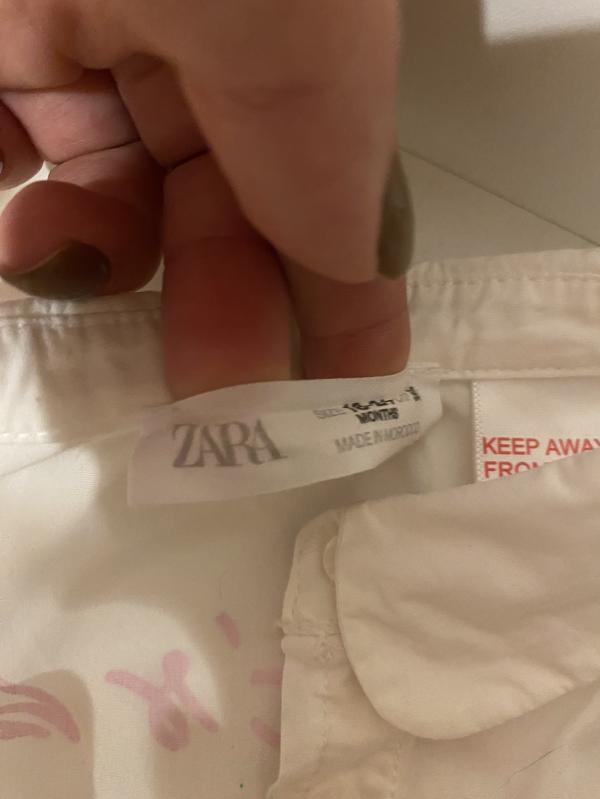 ZARA
SIZE
MONTHS
MADE IN MOROCCO
KEEP AWAY
FROM